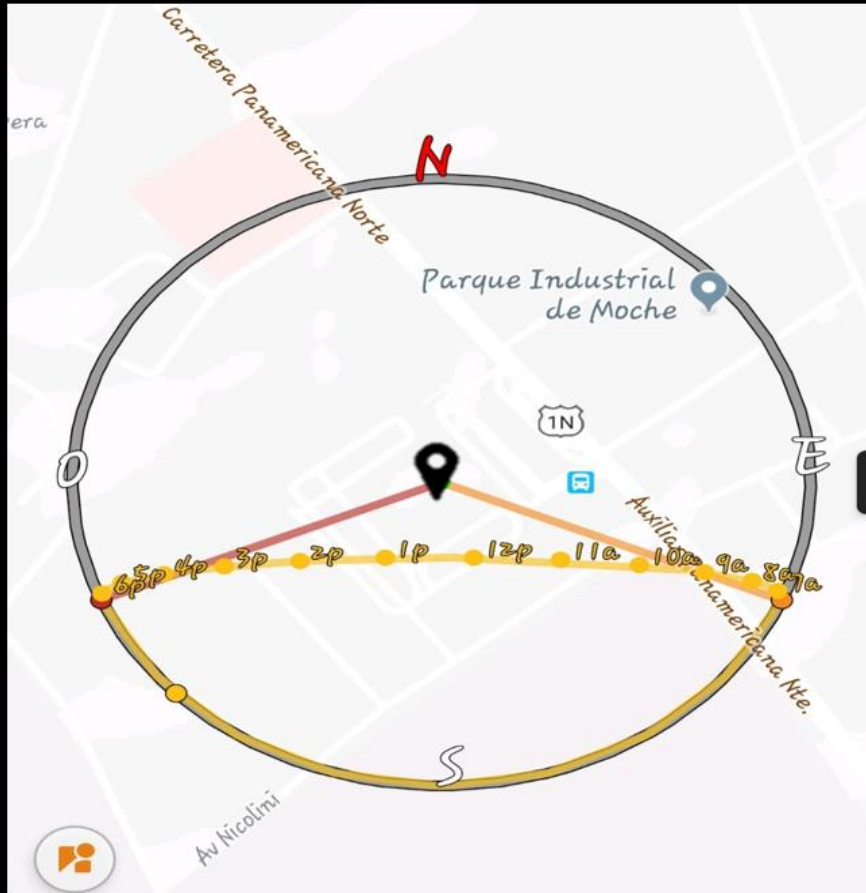 Carretera Panamericana Norte
era
N
Parque Industrial
de Moche
1N
O
E
Auxiliar Panamericana Nte.
6p 5p 4p 3p 2p 1p 12p 11a 10a 9a 8a 7a
S
Av Nicolini